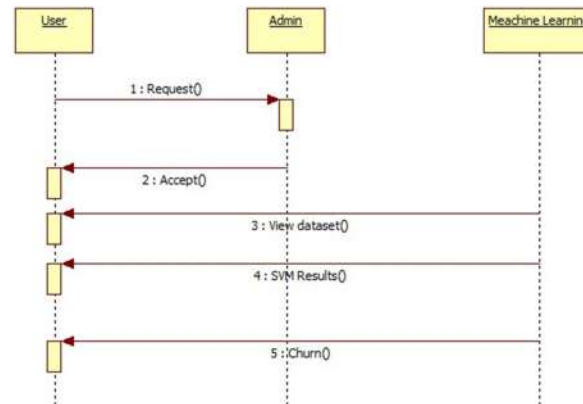 User
Admin
Meachine Learnin
1 : Request()
2 : Accept()
3 : View dataset()
4 : SVM Results()
5 : Churn()